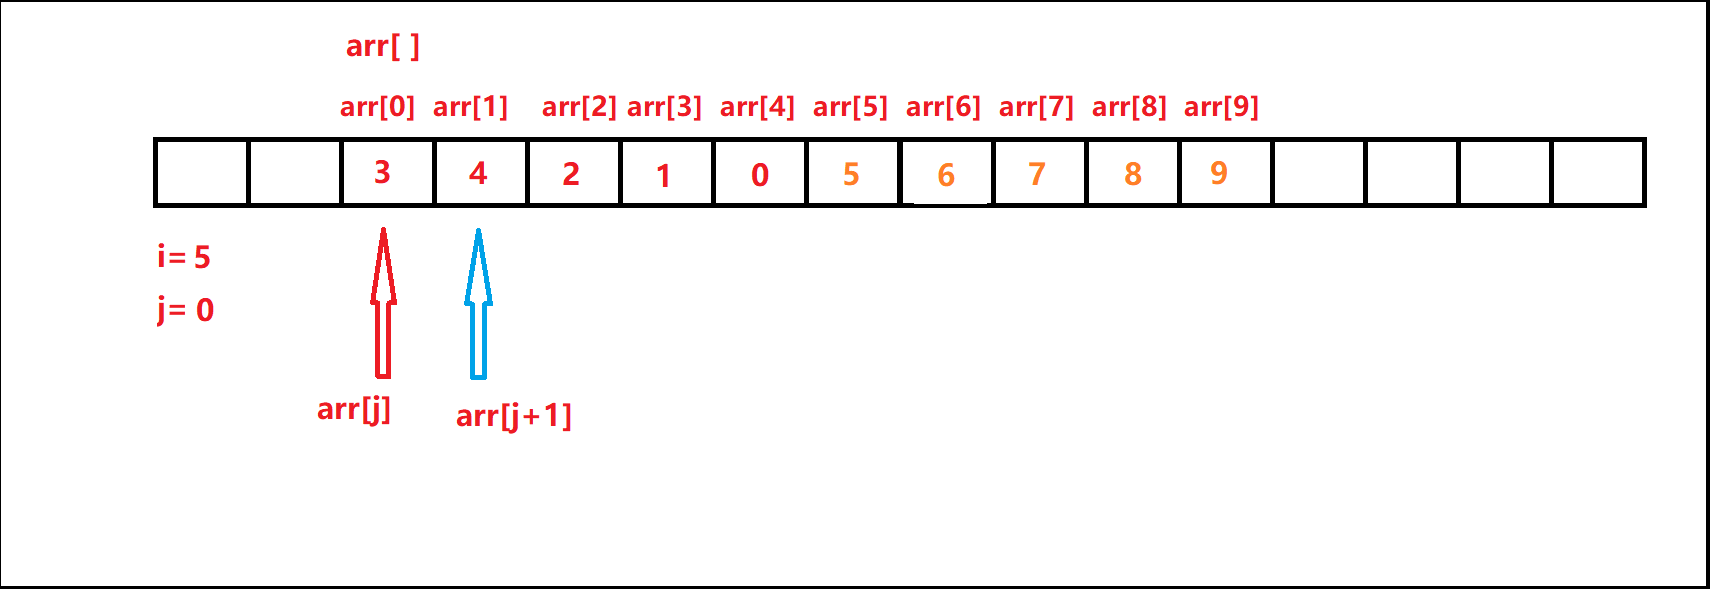 arr[ ]
arr[0] arr[1] arr[2] arr[3] arr[4] arr[5] arr[6] arr[7] arr[8] arr[9]
3 4 2 1 0 5 6 7 8 9
i= 5
j= 0
arr[j] arr[j+1]